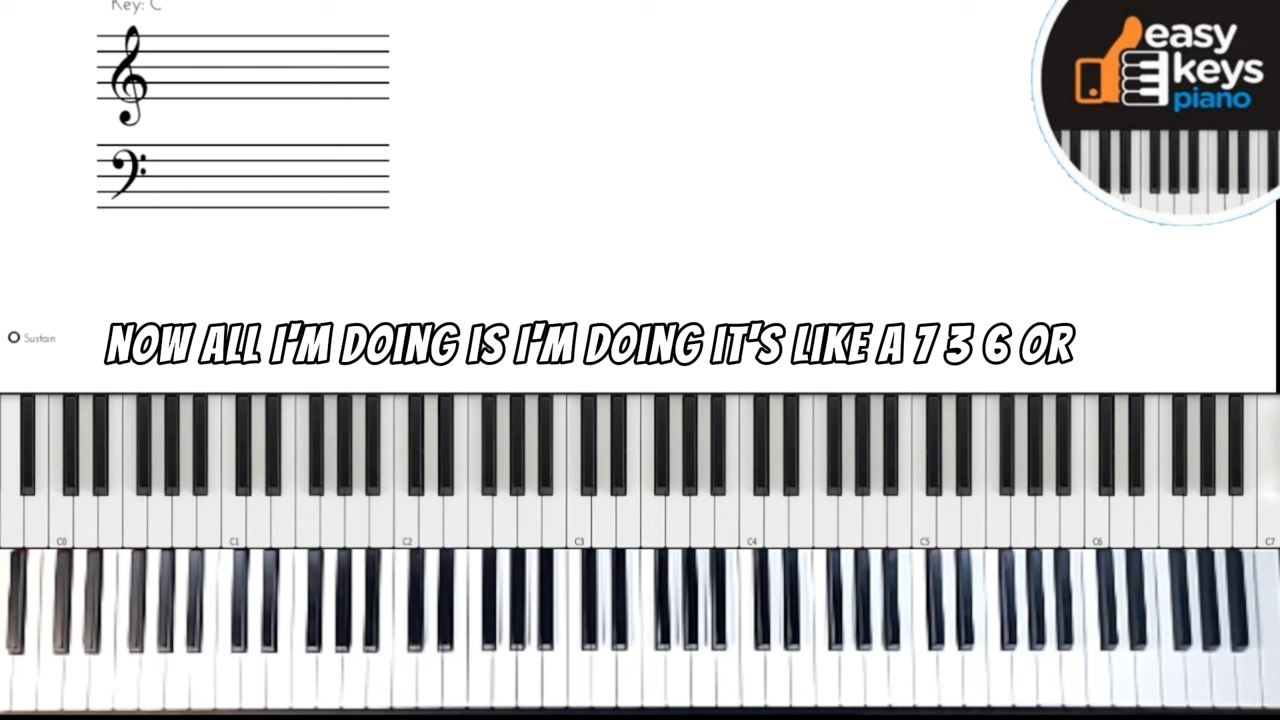 Key: C
easy
keys
piano
Sustain
NOW ALL I'M DOING IS I'M DOING IT'S LIKE A 7 3 6 OR
C0 C1 C2 C3 C4 C5 C6 C7